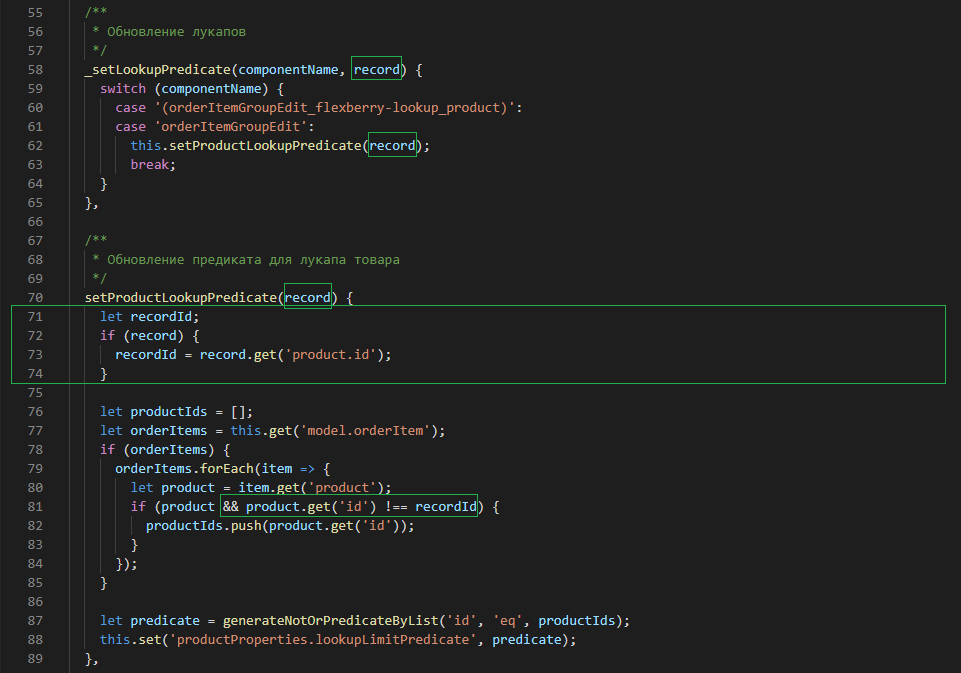 55 /**
56 * Обновление лукапов
57 */
58 _setLookupPredicate(componentName, record) {
59 switch (componentName) {
60 case '(orderItemGroupEdit_flexberry-lookup_product)':
61 case 'orderItemGroupEdit':
62 this.setProductLookupPredicate(record);
63 break;
64 }
65 },
66
67 /**
68 * Обновление предиката для лукапа товара
69 */
70 setProductLookupPredicate(record) {
71 let recordId;
72 if (record) {
73 recordId = record.get('product.id');
74 }
75
76 let productIds = [];
77 let orderItems = this.get('model.orderItem');
78 if (orderItems) {
79 orderItems.forEach(item => {
80 let product = item.get('product');
81 if (product && product.get('id') !== recordId) {
82 productIds.push(product.get('id'));
83 }
84 });
85 }
86
87 let predicate = generateNotOrPredicateByList('id', 'eq', productIds);
88 this.set('productProperties.lookupLimitPredicate', predicate);
89 },